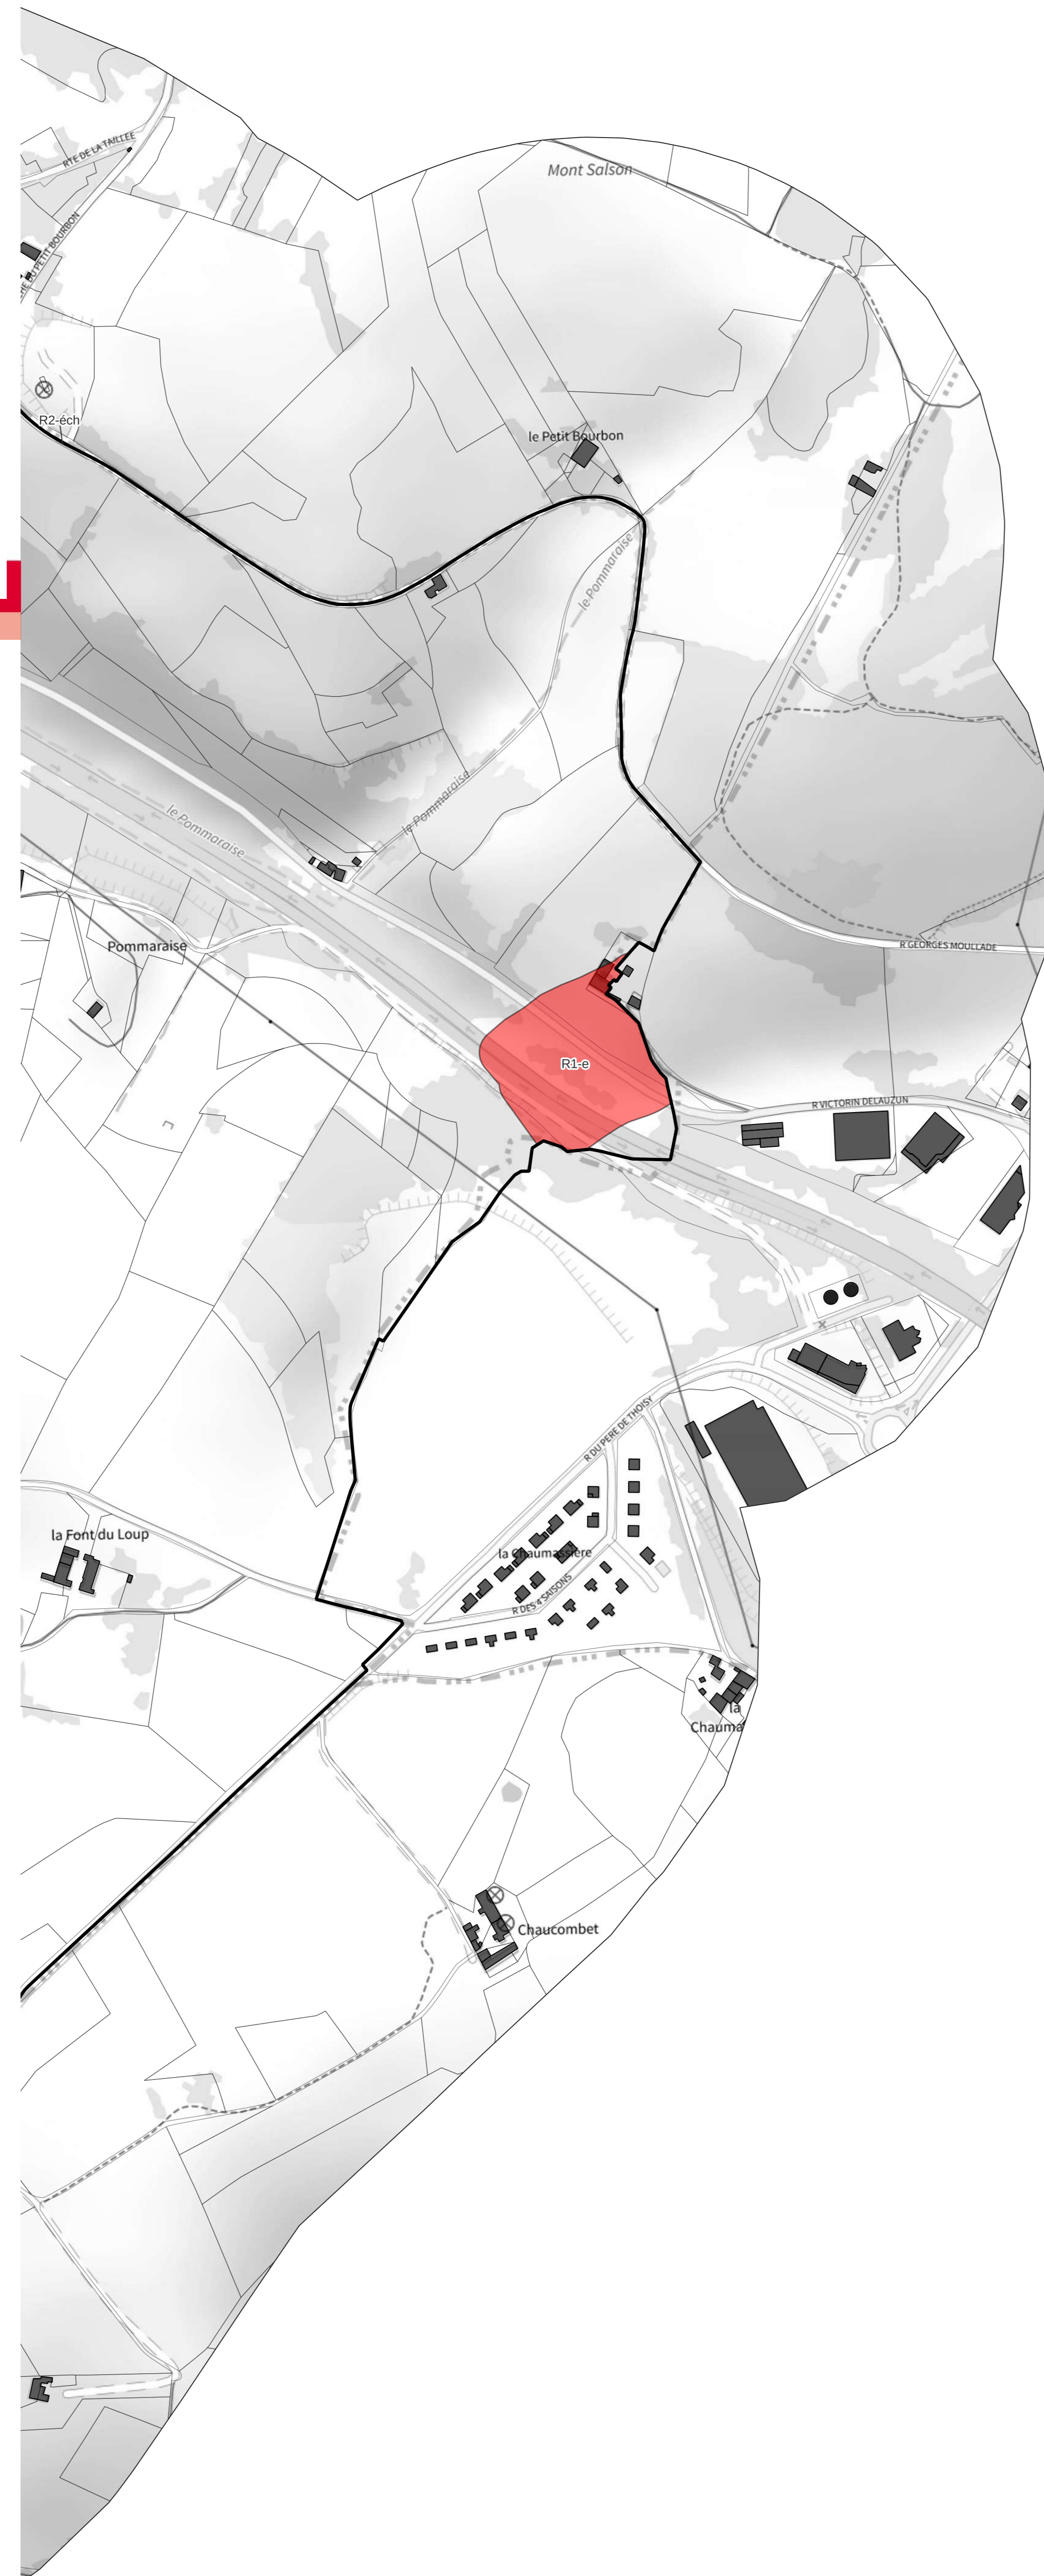 Mont Salson
RTE DE LA TAILLEE
PETIT BOURBON
R2-éch
le Petit Bourbon
le Pommaraise
le Pommaraise
le Pommaraise
Pommaraise
R GEORGES MOULLADE
R1-e
R VICTORIN DELAUZUN
R DU PERE DE THOISY
la Font du Loup
la Chaumassière
R DES 4 SAISONS
la
Chauma
Chaucombet